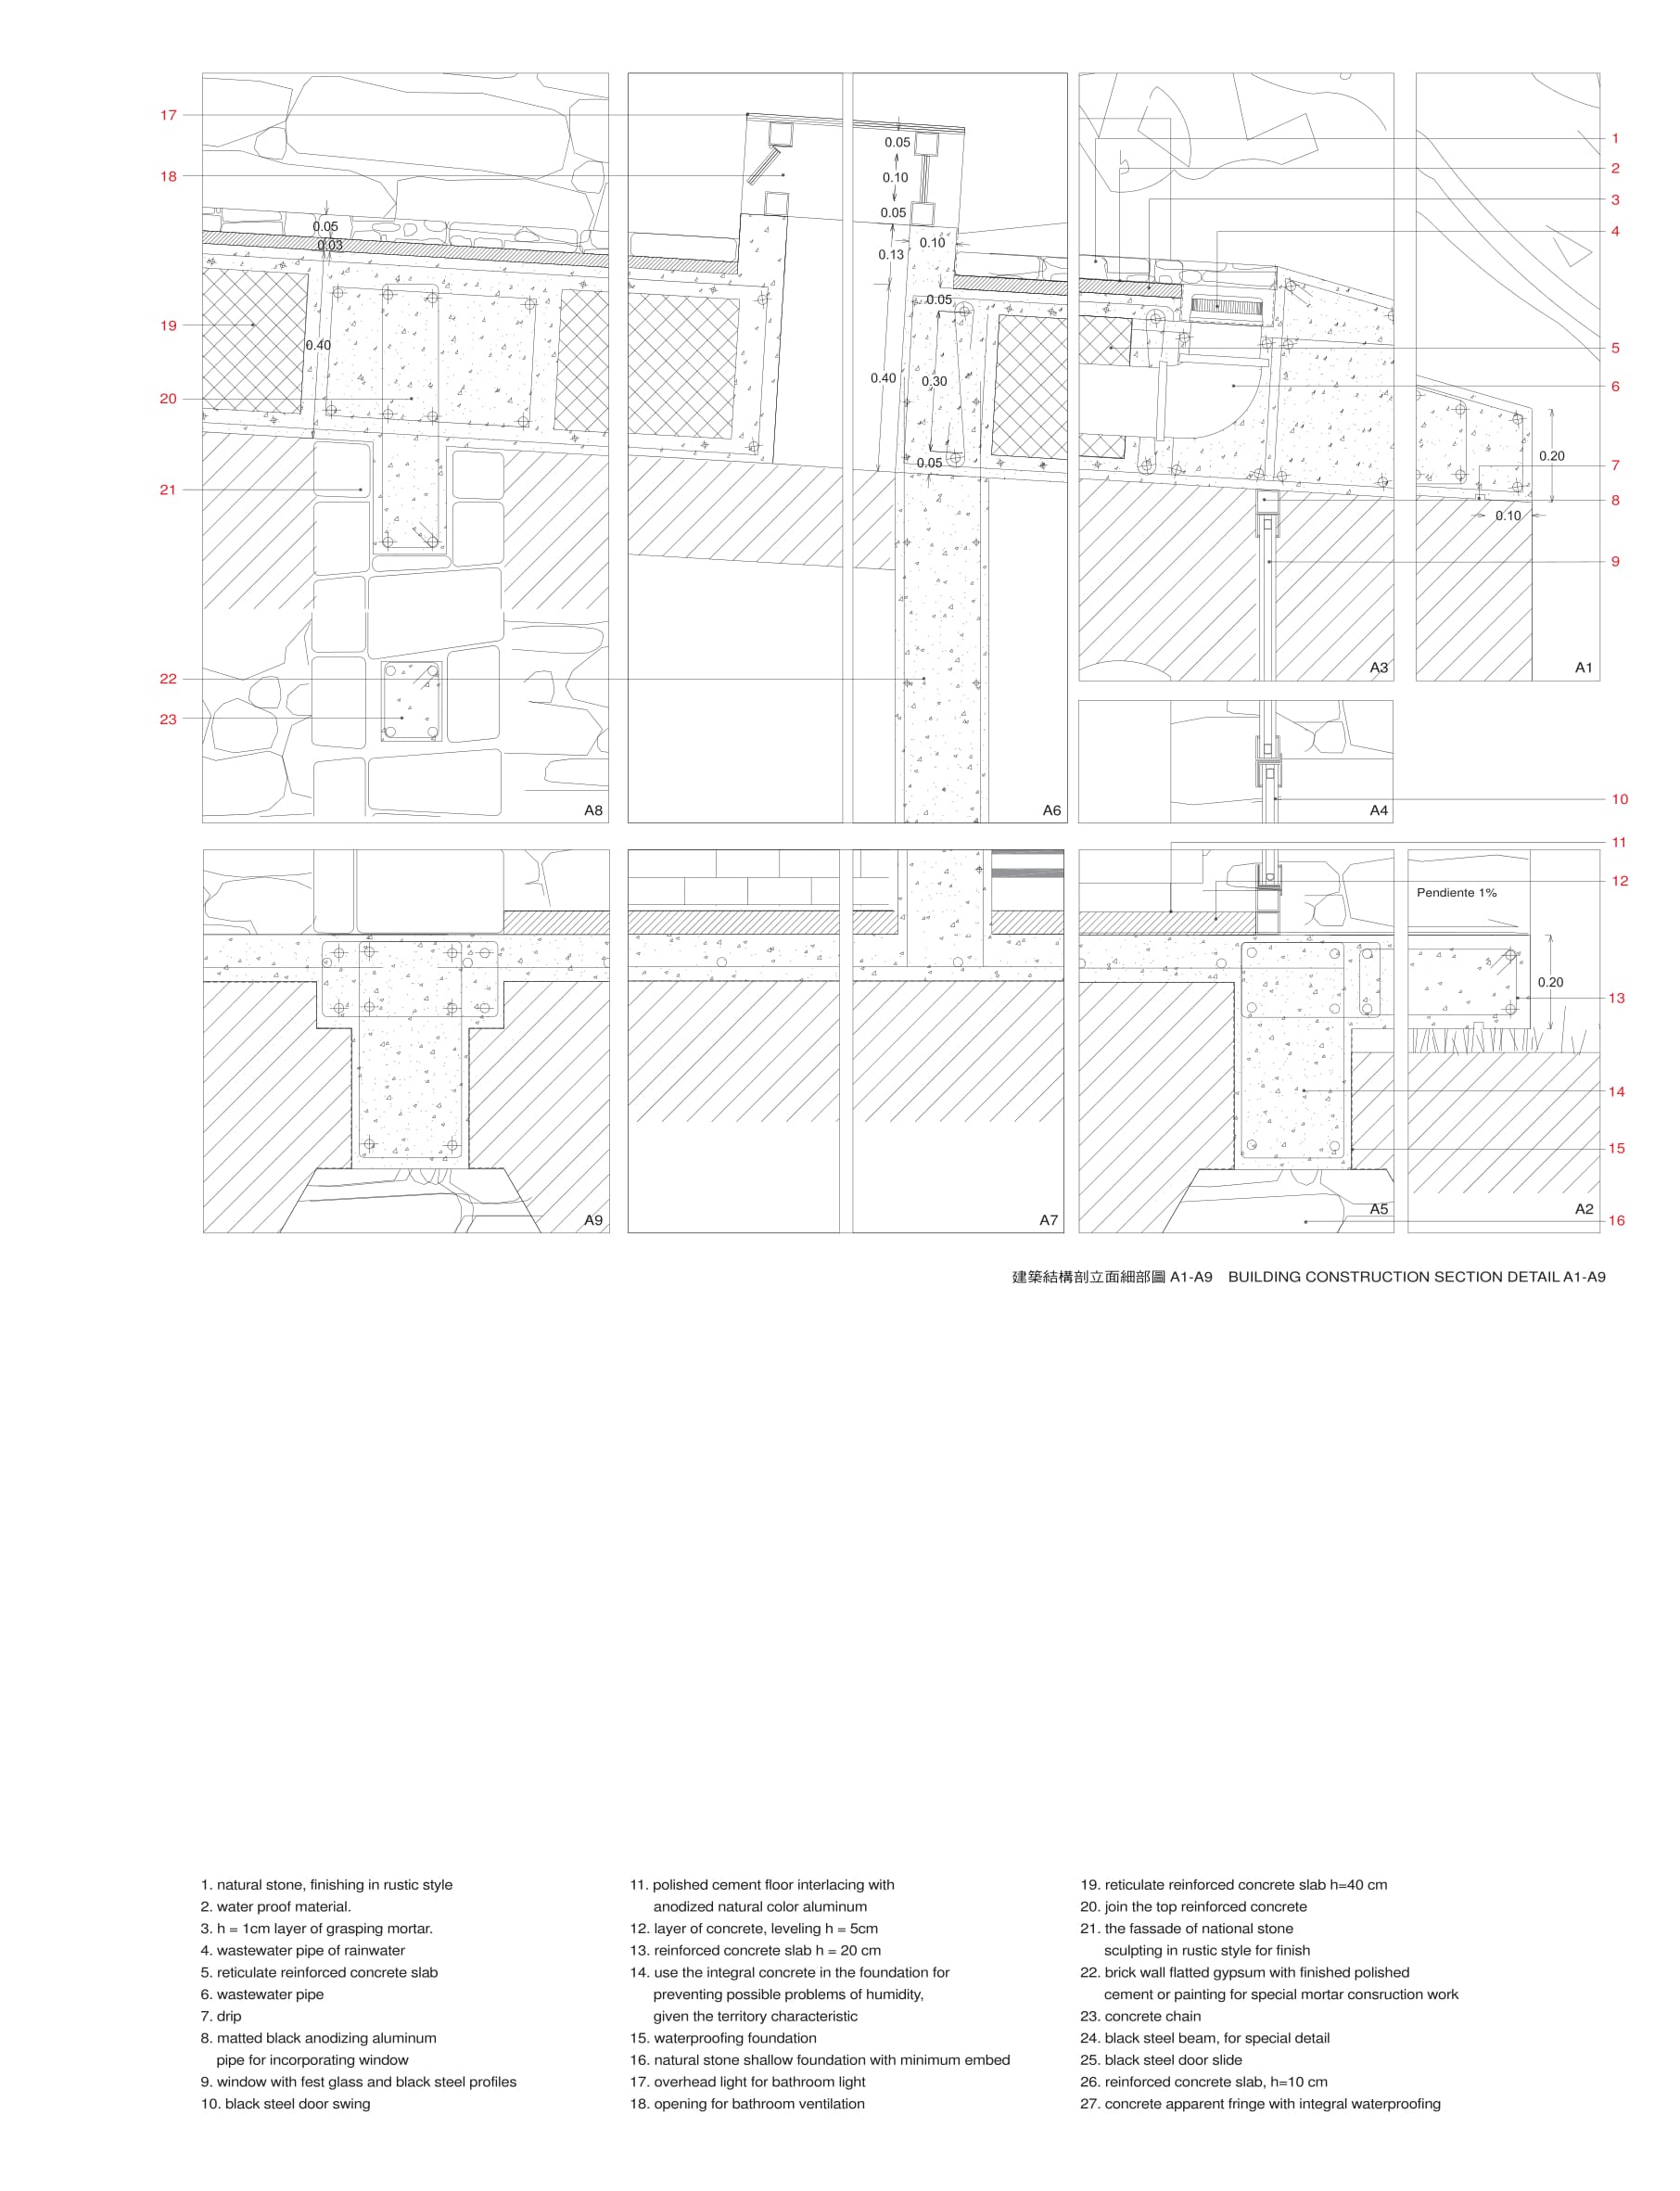 17
18
19
20
21
22
23
0.05
0.03
0.40
A8
0.05
0.10
0.05
0.10
0.13
0.05
0.40
0.30
0.05
A6
A3
0.20
0.10
A1
A4
1
2
3
4
5
6
7
8
9
10
11
12
13
14
15
16
A9
A7
A5
Pendiente 1%
0.20
A2
建築結構剖立面細部圖 A1-A9 BUILDING CONSTRUCTION SECTION DETAIL A1-A9
1. natural stone, finishing in rustic style
2. water proof material.
3. h = 1cm layer of grasping mortar.
4. wastewater pipe of rainwater
5. reticulate reinforced concrete slab
6. wastewater pipe
7. drip
8. matted black anodizing aluminum
pipe for incorporating window
9. window with fest glass and black steel profiles
10. black steel door swing
11. polished cement floor interlacing with
anodized natural color aluminum
12. layer of concrete, leveling h = 5cm
13. reinforced concrete slab h = 20 cm
14. use the integral concrete in the foundation for
preventing possible problems of humidity,
given the territory characteristic
15. waterproofing foundation
16. natural stone shallow foundation with minimum embed
17. overhead light for bathroom light
18. opening for bathroom ventilation
19. reticulate reinforced concrete slab h=40 cm
20. join the top reinforced concrete
21. the fassade of national stone
sculpting in rustic style for finish
22. brick wall flatted gypsum with finished polished
cement or painting for special mortar consruction work
23. concrete chain
24. black steel beam, for special detail
25. black steel door slide
26. reinforced concrete slab, h=10 cm
27. concrete apparent fringe with integral waterproofing